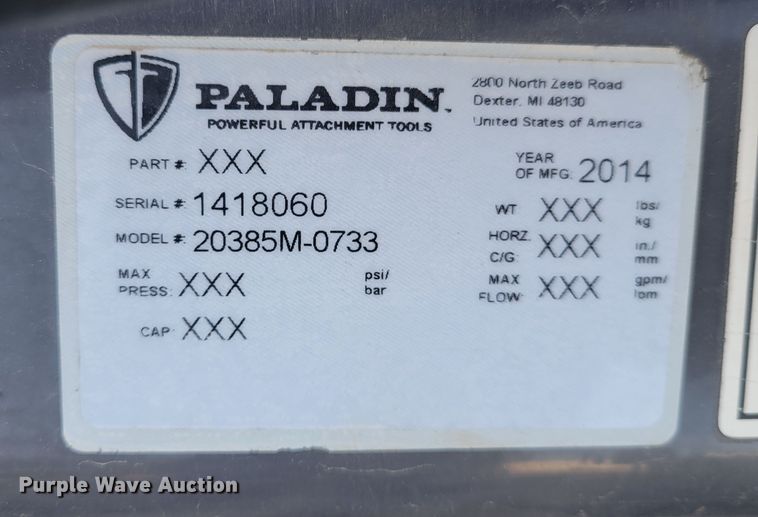 PALADIN
POWERFUL ATTACHMENT TOOLS
2800 North Zeeb Road
Dexter, MI 48130
United States of America
PART #: XXX
YEAR OF MFG: 2014
SERIAL #: 1418060
WT XXX lbs/ kg
MODEL #: 20385M-0733
HORZ. C/G: XXX in./ mm
MAX PRESS: XXX psi/ bar
MAX FLOW: XXX gpm/ lpm
CAP: XXX
Purple Wave Auction